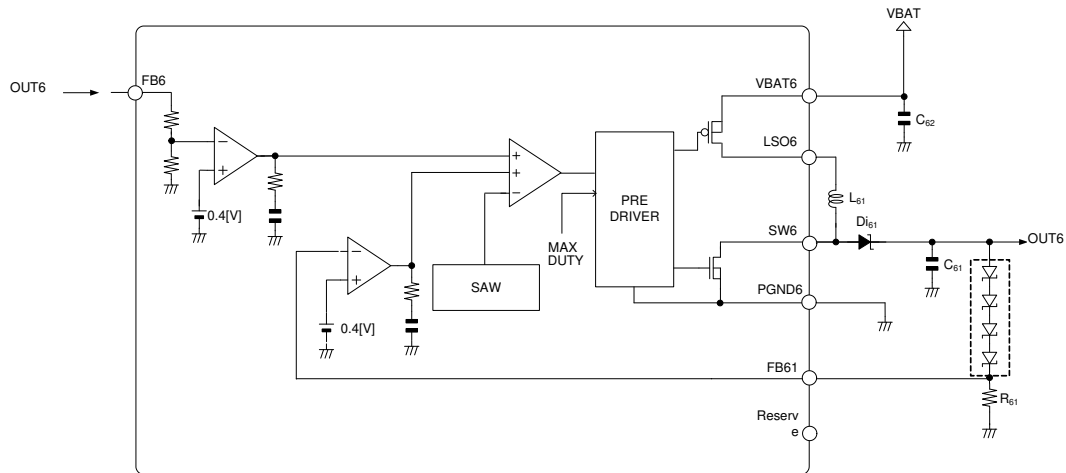 VBAT
OUT6
FB6
VBAT6
C62
LSO6
L61
0.4[V]
PRE
DRIVER
MAX
DUTY
SW6
Di61
OUT6
C61
SAW
0.4[V]
PGND6
FB61
R61
Reserv
e